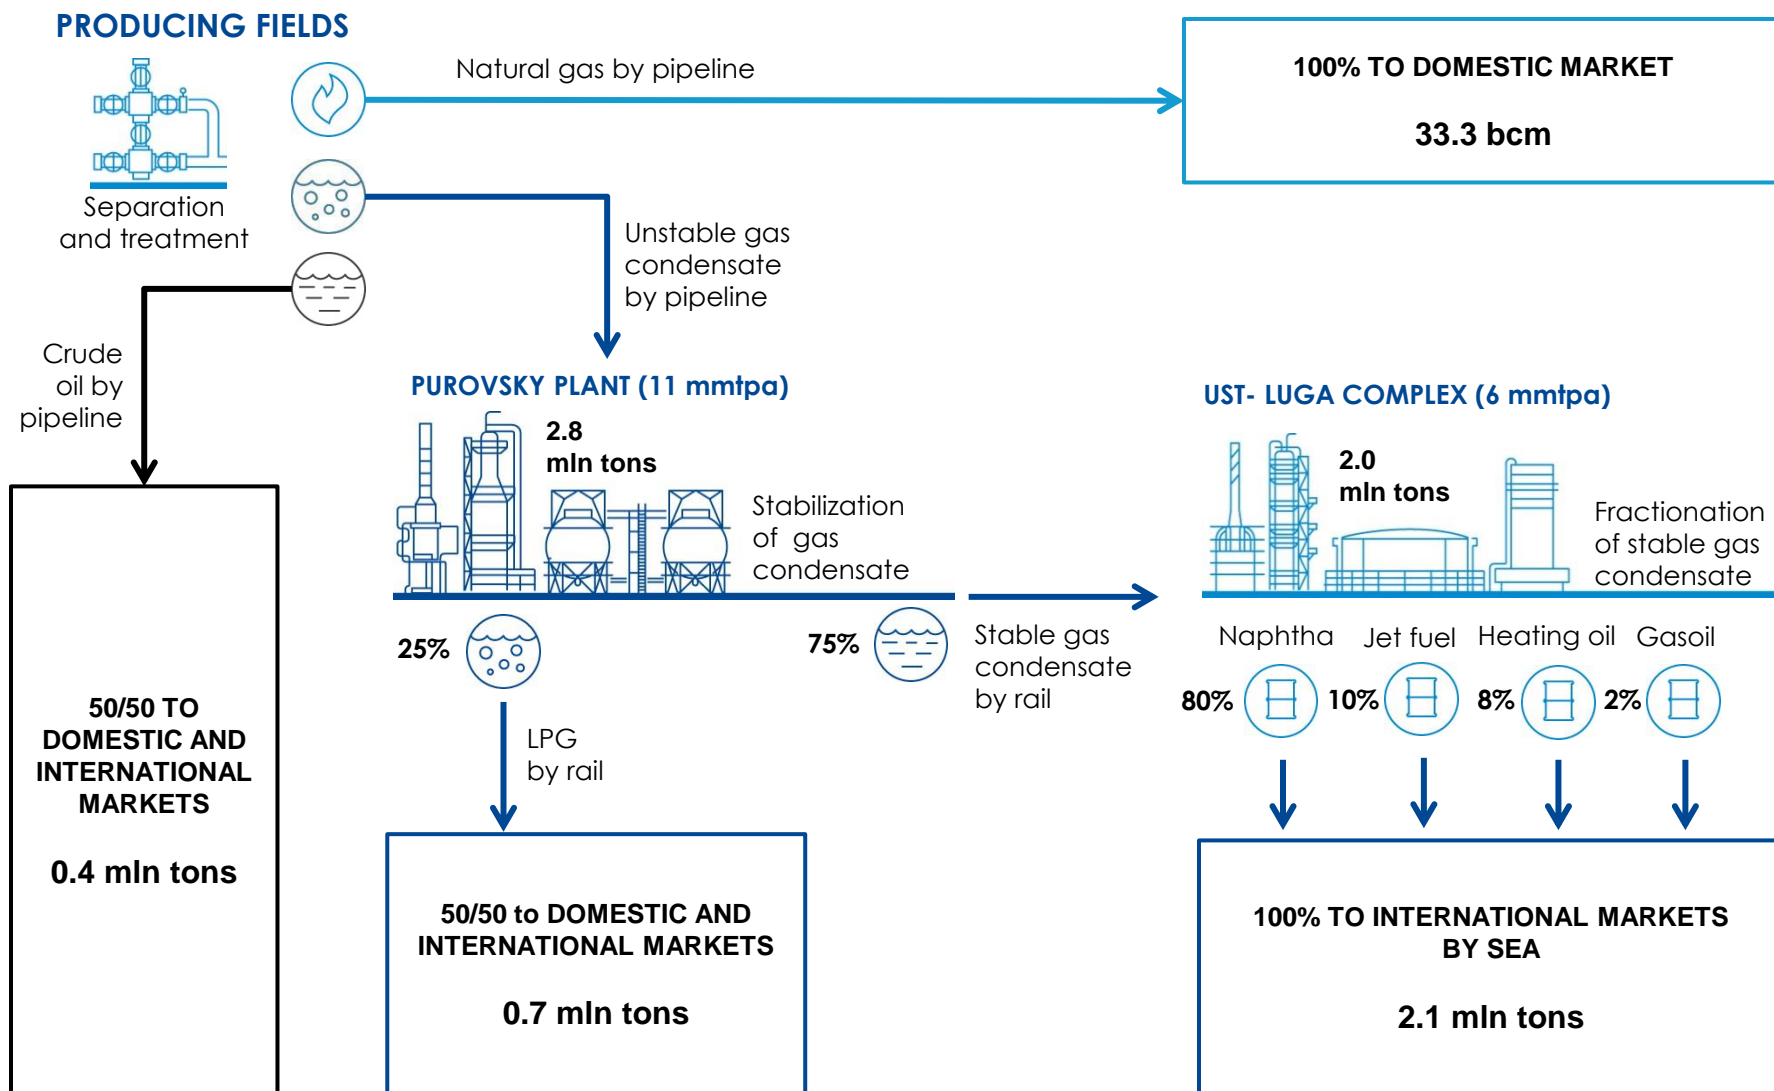 PRODUCING FIELDS
Natural gas by pipeline
100% TO DOMESTIC MARKET
33.3 bcm
Separation
and treatment
Unstable gas
condensate
by pipeline
Crude
oil by
pipeline
PUROVSKY PLANT (11 mmtpa)
2.8
mln tons
Stabilization
of gas
condensate
UST- LUGA COMPLEX (6 mmtpa)
2.0
mln tons
Fractionation
of stable gas
condensate
25%
75%
Stable gas
condensate
by rail
Naphtha
Jet fuel
Heating oil
Gasoil
80%
10%
8%
2%
LPG
by rail
50/50 TO
DOMESTIC AND
INTERNATIONAL
MARKETS
0.4 mln tons
50/50 to DOMESTIC AND
INTERNATIONAL MARKETS
0.7 mln tons
100% TO INTERNATIONAL MARKETS
BY SEA
2.1 mln tons